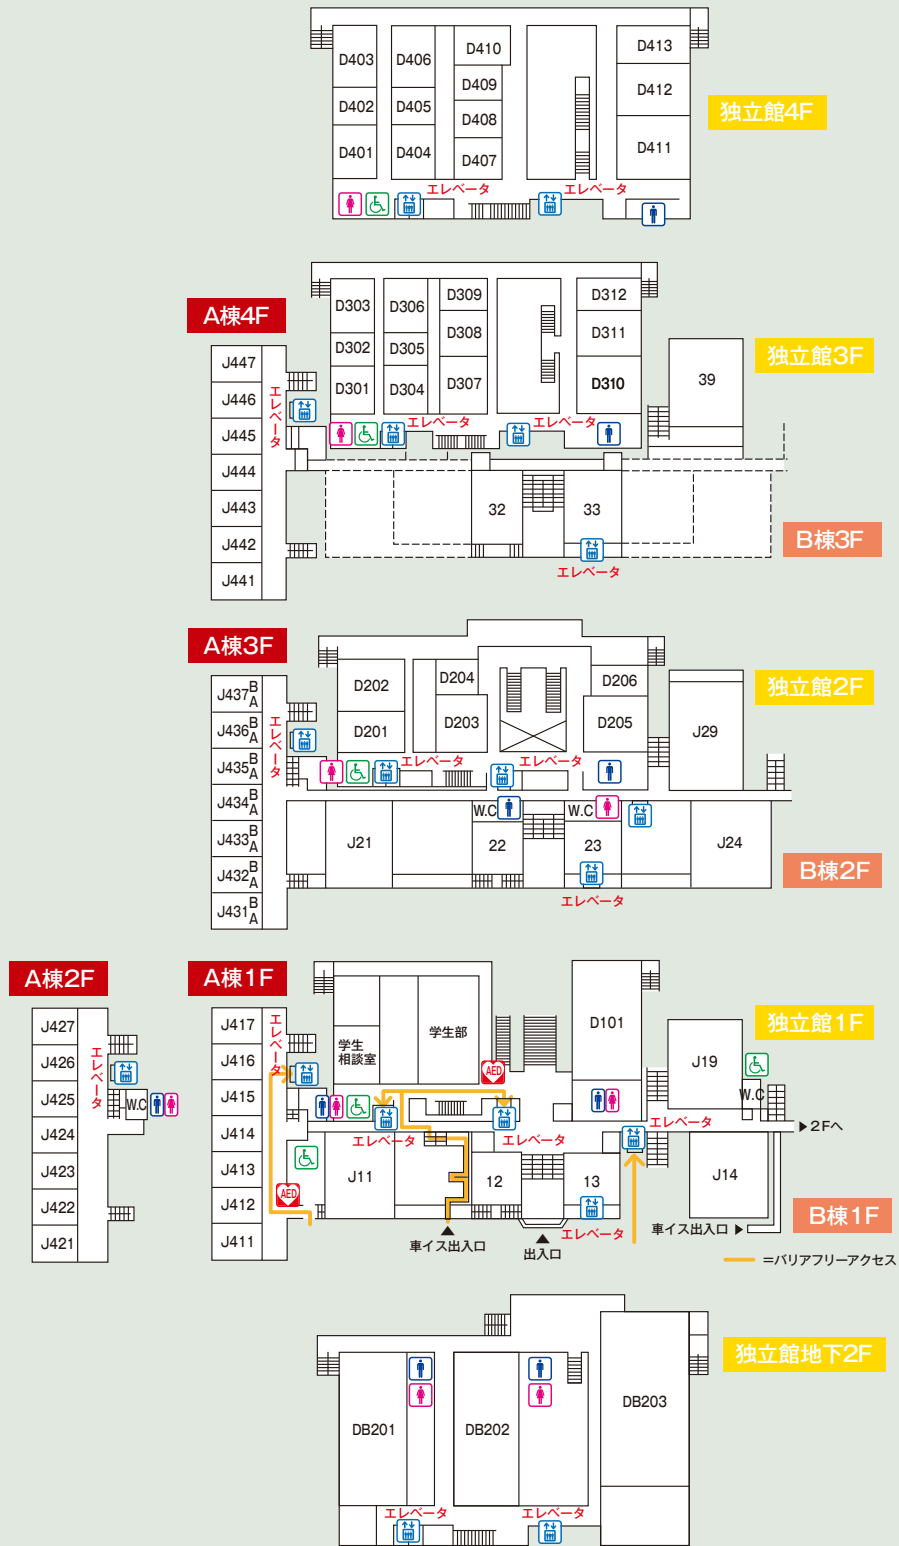 D403
D406
D410
D413
D409
D412
D402
D405
D408
独立館4F
D401
D404
D407
D411
エレベータ
エレベータ
A棟4F
D303
D306
D309
D312
D308
D311
独立館3F
D302
D305
D301
D304
D307
D310
39
J447
J446
J445
J444
J443
J442
J441
エレベータ
エレベータ
エレベータ
32
33
B棟3F
エレベータ
A棟3F
D202
D204
D206
独立館2F
D201
D203
D205
J29
J437 B A
J436 B A
J435 B A
J434 B A
J433 B A
J432 B A
J431 B A
エレベータ
エレベータ
エレベータ
W.C
W.C
J21
22
23
J24
B棟2F
エレベータ
A棟2F
A棟1F
J427
J426
J425
J424
J423
J422
J421
エレベータ
W.C
J417
J416
J415
J414
J413
J412
J411
エレベータ
学生
相談室
学生部
D101
独立館1F
AED
J19
W.C
エレベータ
エレベータ
エレベータ
2Fへ
AED
J11
12
13
J14
B棟1F
エレベータ
車イス出入口
出入口
車イス出入口
=バリアフリーアクセス
独立館地下2F
DB201
DB202
DB203
エレベータ
エレベータ